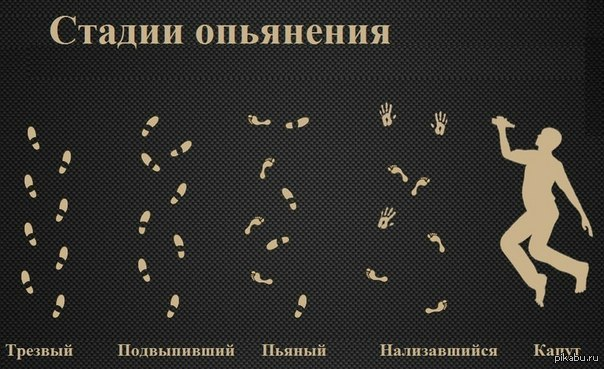 Стадии опьянения
Трезвый Подвыпивший Пьяный Нализавшийся Капут
pikabu.ru